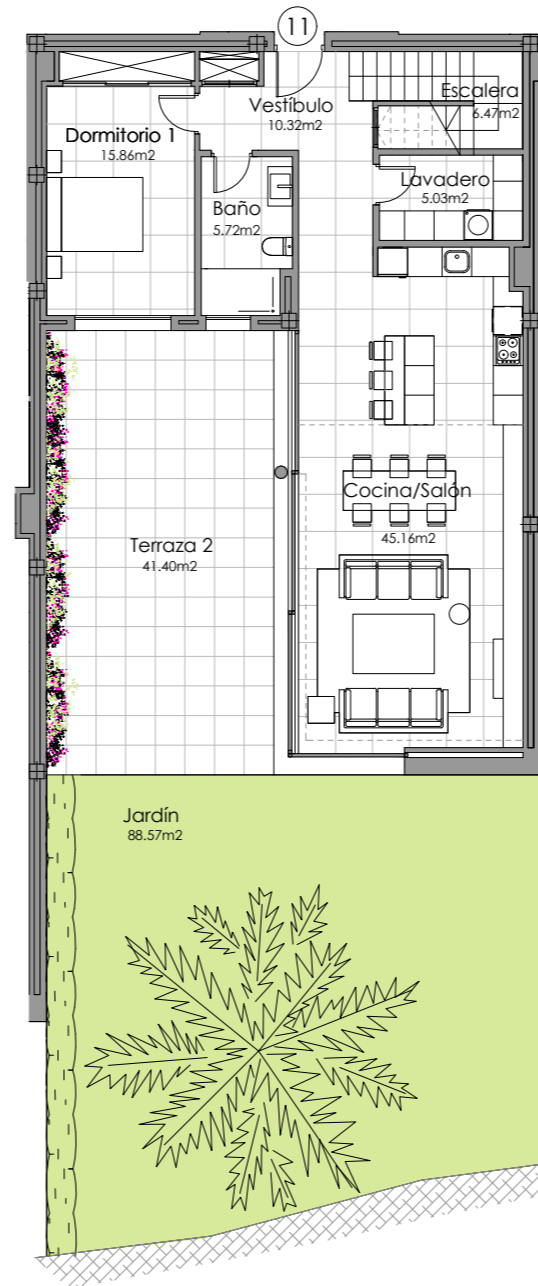 11
Escalera
6.47m2
Vestíbulo
10.32m2
Dormitorio 1
15.86m2
Lavadero
5.03m2
Baño
5.72m2
Cocina/Salón
45.16m2
Terraza 2
41.40m2
Jardín
88.57m2